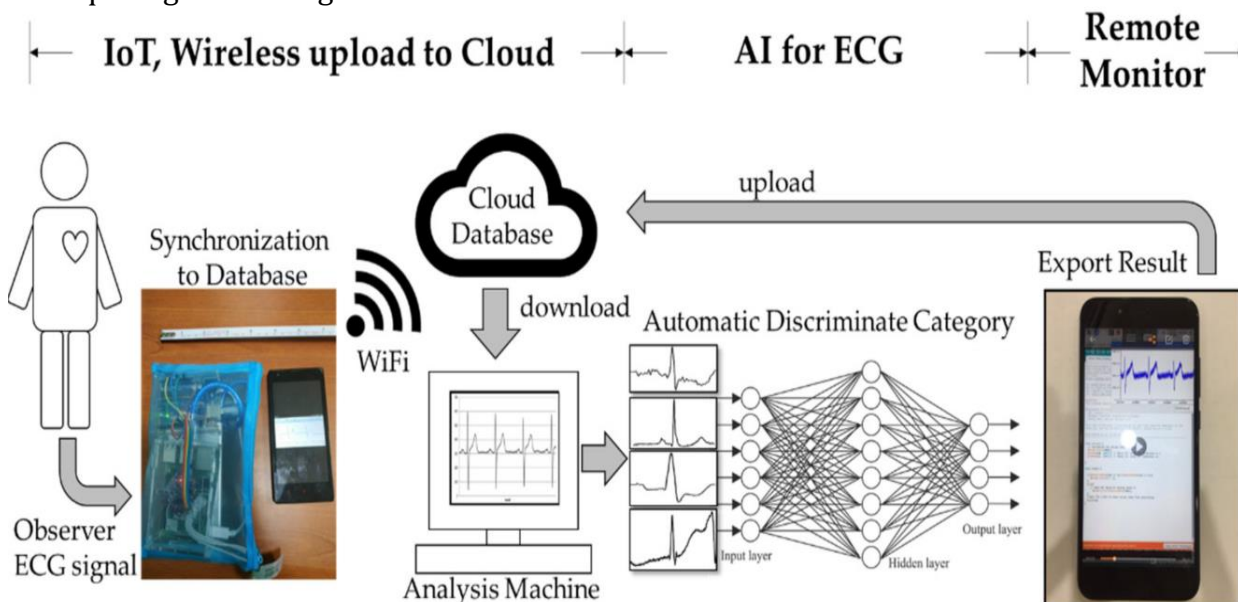 IoT, Wireless upload to Cloud
AI for ECG
Remote
Monitor
Cloud
Database
upload
Synchronization
to Database
Export Result
download
Automatic Discriminate Category
WiFi
Observer
ECG signal
Input layer
Hidden layer
Output layer
Analysis Machine